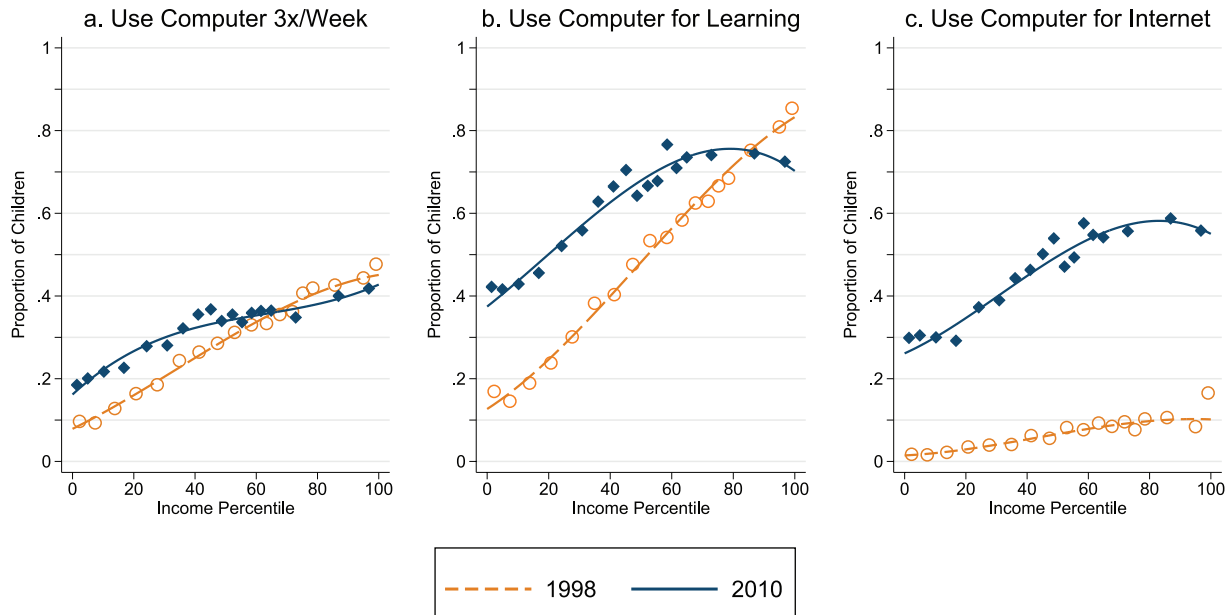 a. Use Computer 3x/Week
1
.8
.6
.4
.2
0
Proportion of Children
0 20 40 60 80 100
Income Percentile
b. Use Computer for Learning
1
.8
.6
.4
.2
0
Proportion of Children
0 20 40 60 80 100
Income Percentile
c. Use Computer for Internet
1
.8
.6
.4
.2
0
Proportion of Children
0 20 40 60 80 100
Income Percentile
1998 2010